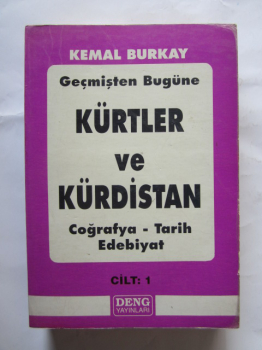 KEMAL BURKAY
Geçmişten Bugüne
KÜRTLER
ve
KÜRDİSTAN
Coğrafya - Tarih
Edebiyat
CİLT: 1
DENG
YAYINLARI